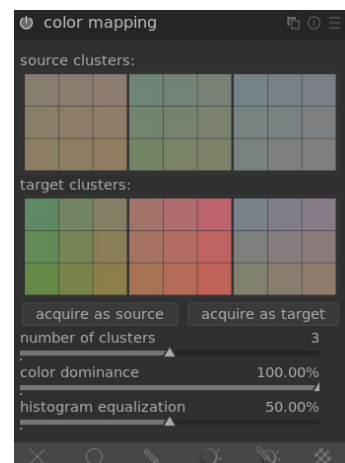 color mapping
source clusters:
target clusters:
acquire as source acquire as target
number of clusters 3
color dominance 100.00%
histogram equalization 50.00%